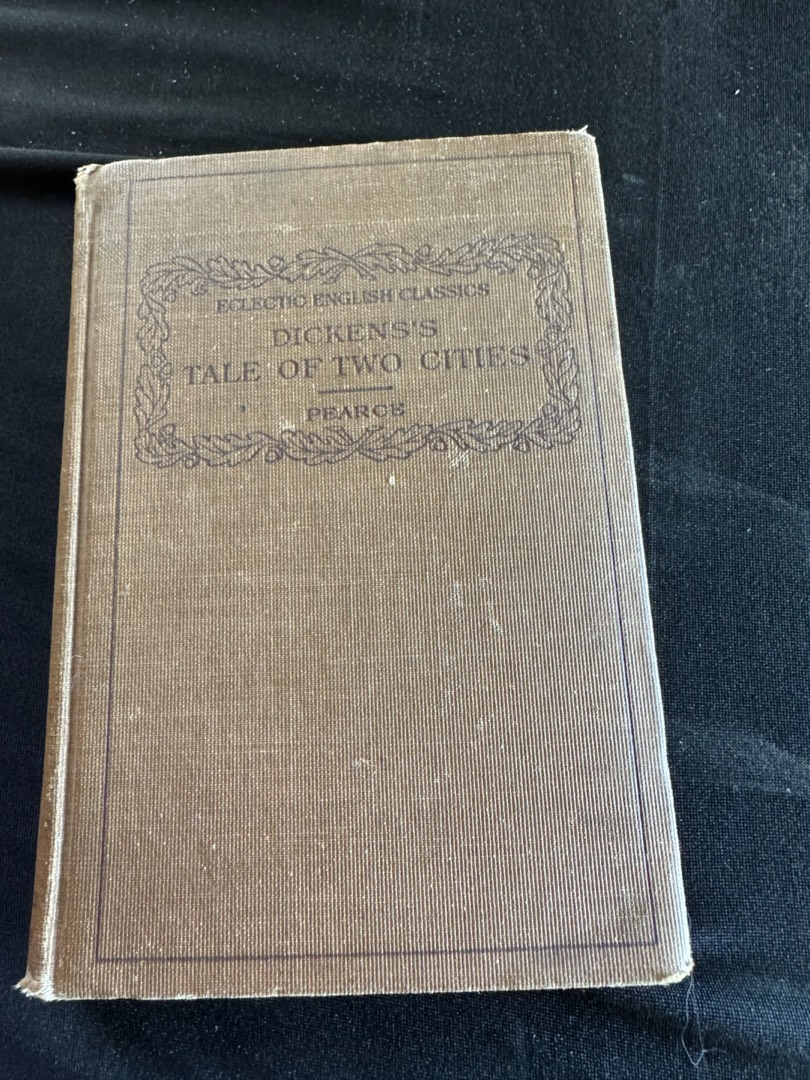 ECLECTIC ENGLISH CLASSICS
DICKENS'S
TALE OF TWO CITIES
PEARCE